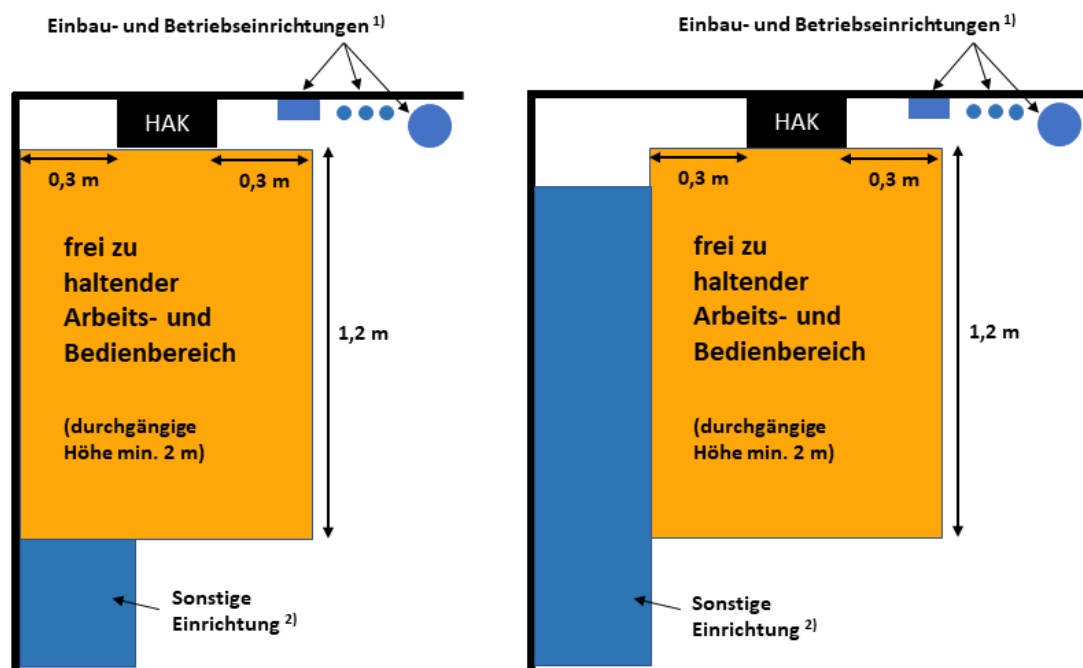 Einbau- und Betriebseinrichtungen 1)
HAK
0,3 m
0,3 m
frei zu
haltender
Arbeits- und
Bedienbereich
(durchgängige
Höhe min. 2 m)
1,2 m
Sonstige
Einrichtung 2)
Einbau- und Betriebseinrichtungen 1)
HAK
0,3 m
0,3 m
frei zu
haltender
Arbeits- und
Bedienbereich
(durchgängige
Höhe min. 2 m)
1,2 m
Sonstige
Einrichtung 2)